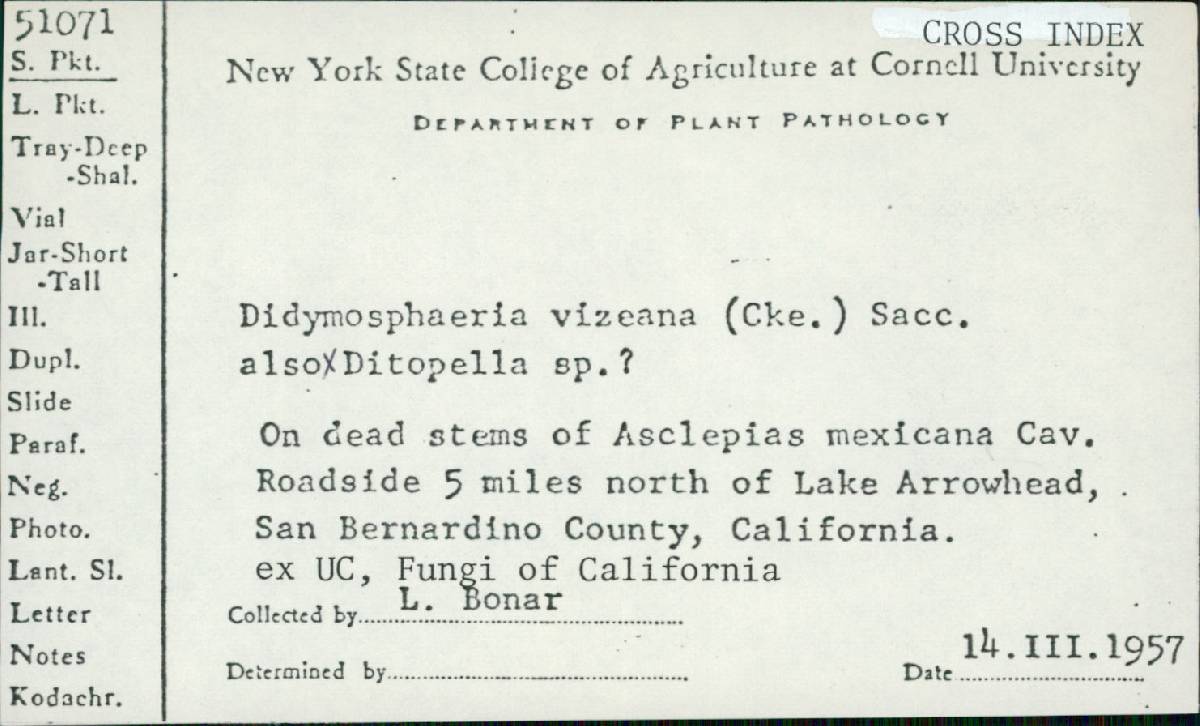 51071
S. Pkt.
L. Pkt.
Tray-Deep
-Shal.
Vial
Jar-Short
-Tall
Ill.
Dupl.
Slide
Paraf.
Neg.
Photo.
Lant. Sl.
Letter
Notes
Kodachr.
CROSS INDEX
New York State College of Agriculture at Cornell University
DEPARTMENT OF PLANT PATHOLOGY
Didymosphaeria vizeana (Cke.) Sacc.
also Ditopella sp.?
On dead stems of Asclepias mexicana Cav.
Roadside 5 miles north of Lake Arrowhead,
San Bernardino County, California.
ex UC, Fungi of California
Collected by L. Bonar
Determined by
Date 14.III.1957